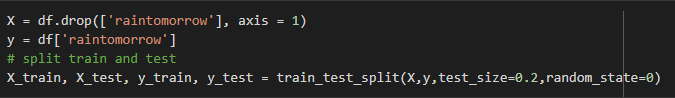 X = df.drop(['raintomorrow'], axis = 1)
y = df['raintomorrow']
# split train and test
X_train, X_test, y_train, y_test = train_test_split(X,y,test_size=0.2,random_state=0)